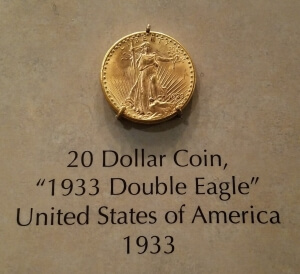 20 Dollar Coin,
“1933 Double Eagle”
United States of America
1933